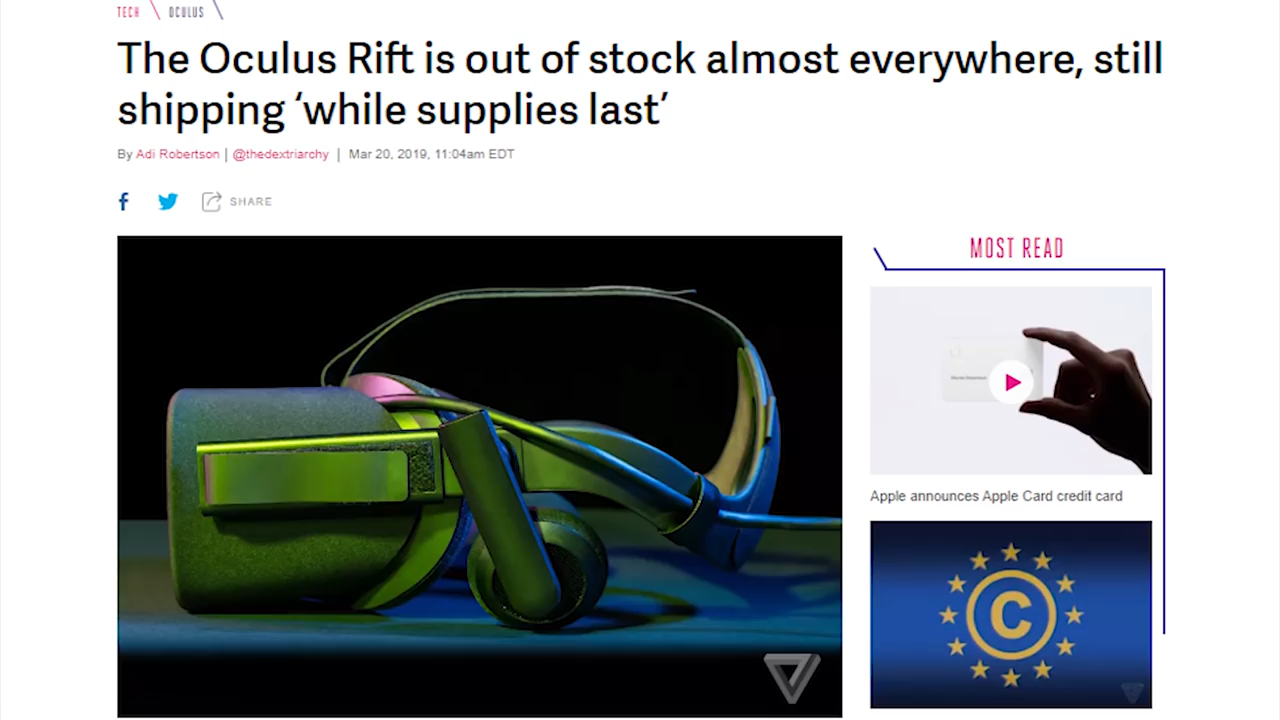 TECH OCULUS
The Oculus Rift is out of stock almost everywhere, still
shipping ‘while supplies last’
By Adi Robertson | @thedextriarchy | Mar 20, 2019, 11:04am EDT
f SHARE
MOST READ
Apple announces Apple Card credit card
C